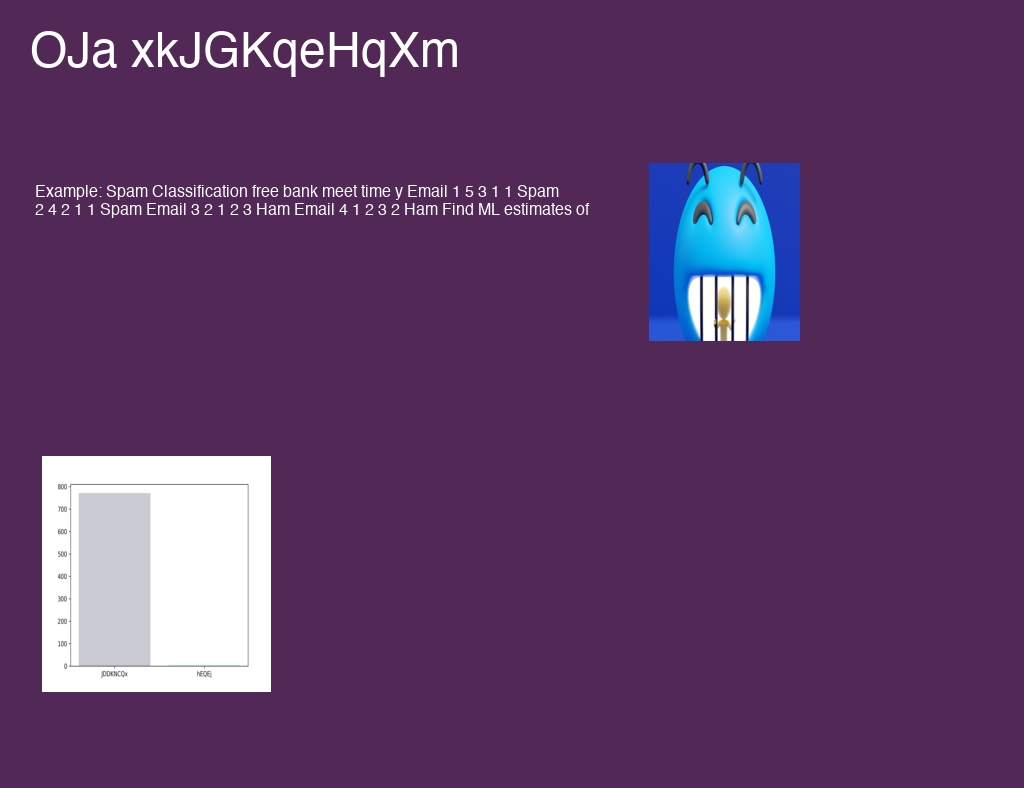 OJa xkJGKqeHqXm
Example: Spam Classification free bank meet time y Email 1 5 3 1 1 Spam
2 4 2 1 1 Spam Email 3 2 1 2 3 Ham Email 4 1 2 3 2 Ham Find ML estimates of
800
700
600
500
400
300
200
100
0
JDDKNCQx hEQEj